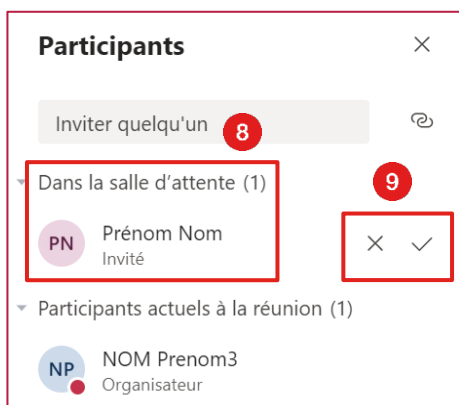 Participants
Inviter quelqu'un
8
Dans la salle d’attente (1)
9
PN
Prénom Nom
Invité
Participants actuels à la réunion (1)
NP
NOM Prenom3
Organisateur